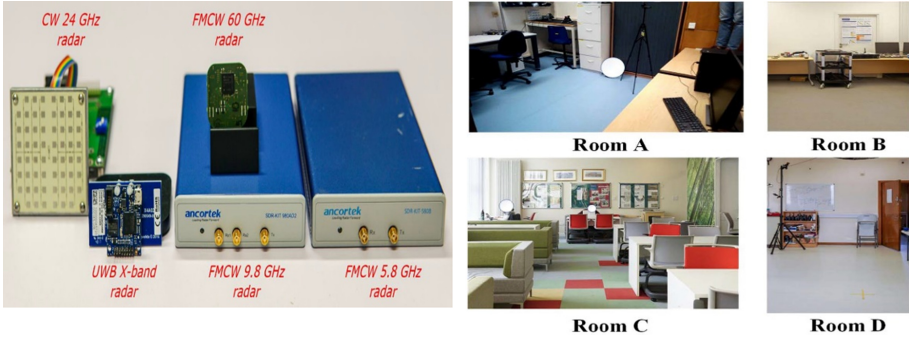 CW 24 GHz
radar
FMCW 60 GHz
radar
ancortek
ancortek
UWB X-band
radar
FMCW 9.8 GHz
radar
FMCW 5.8 GHz
radar
Room A
Room B
Room C
Room D